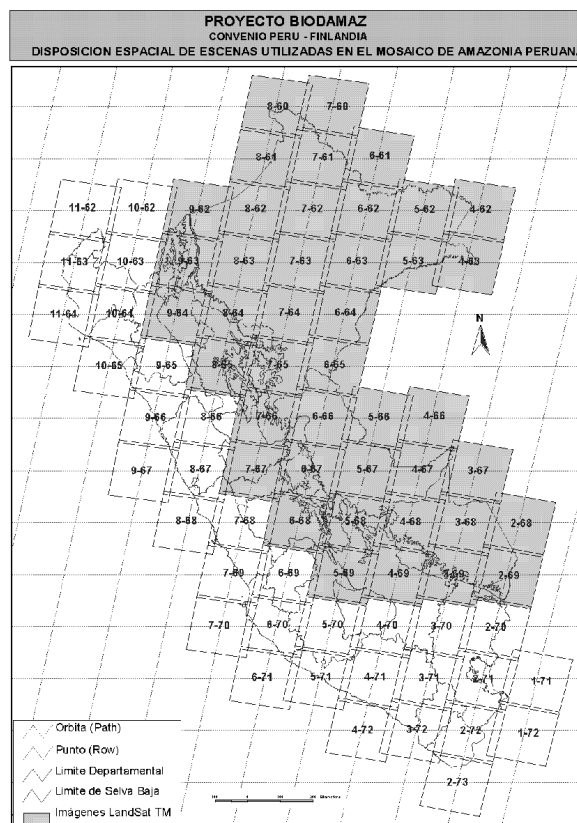 PROYECTO BIODAMAZ
CONVENIO PERU - FINLANDIA
DISPOSICION ESPACIAL DE ESCENAS UTILIZADAS EN EL MOSAICO DE AMAZONIA PERUANA
8-60 7-60
8-61 7-61 6-61
11-62 10-62 9-62 8-62 7-62 6-62 5-62 4-62
11-63 10-63 9-63 8-63 7-63 6-63 5-63 4-63
11-64 10-64 9-64 8-64 7-64 6-64
N
10-65 9-65 8-65 7-65 6-65
9-66 8-66 7-66 6-66 5-66 4-66
9-67 8-67 7-67 6-67 5-67 4-67 3-67
8-68 7-68 6-68 5-68 4-68 3-68 2-68
7-69 6-69 5-69 4-69 3-69 2-69
7-70 6-70 5-70 4-70 3-70 2-70
6-71 5-71 4-71 3-71 2-71 1-71
4-72 3-72 2-72 1-72
2-73
Orbita (Path)
Punto (Row)
Limite Departamental
Limite de Selva Baja
Imágenes LandSat TM